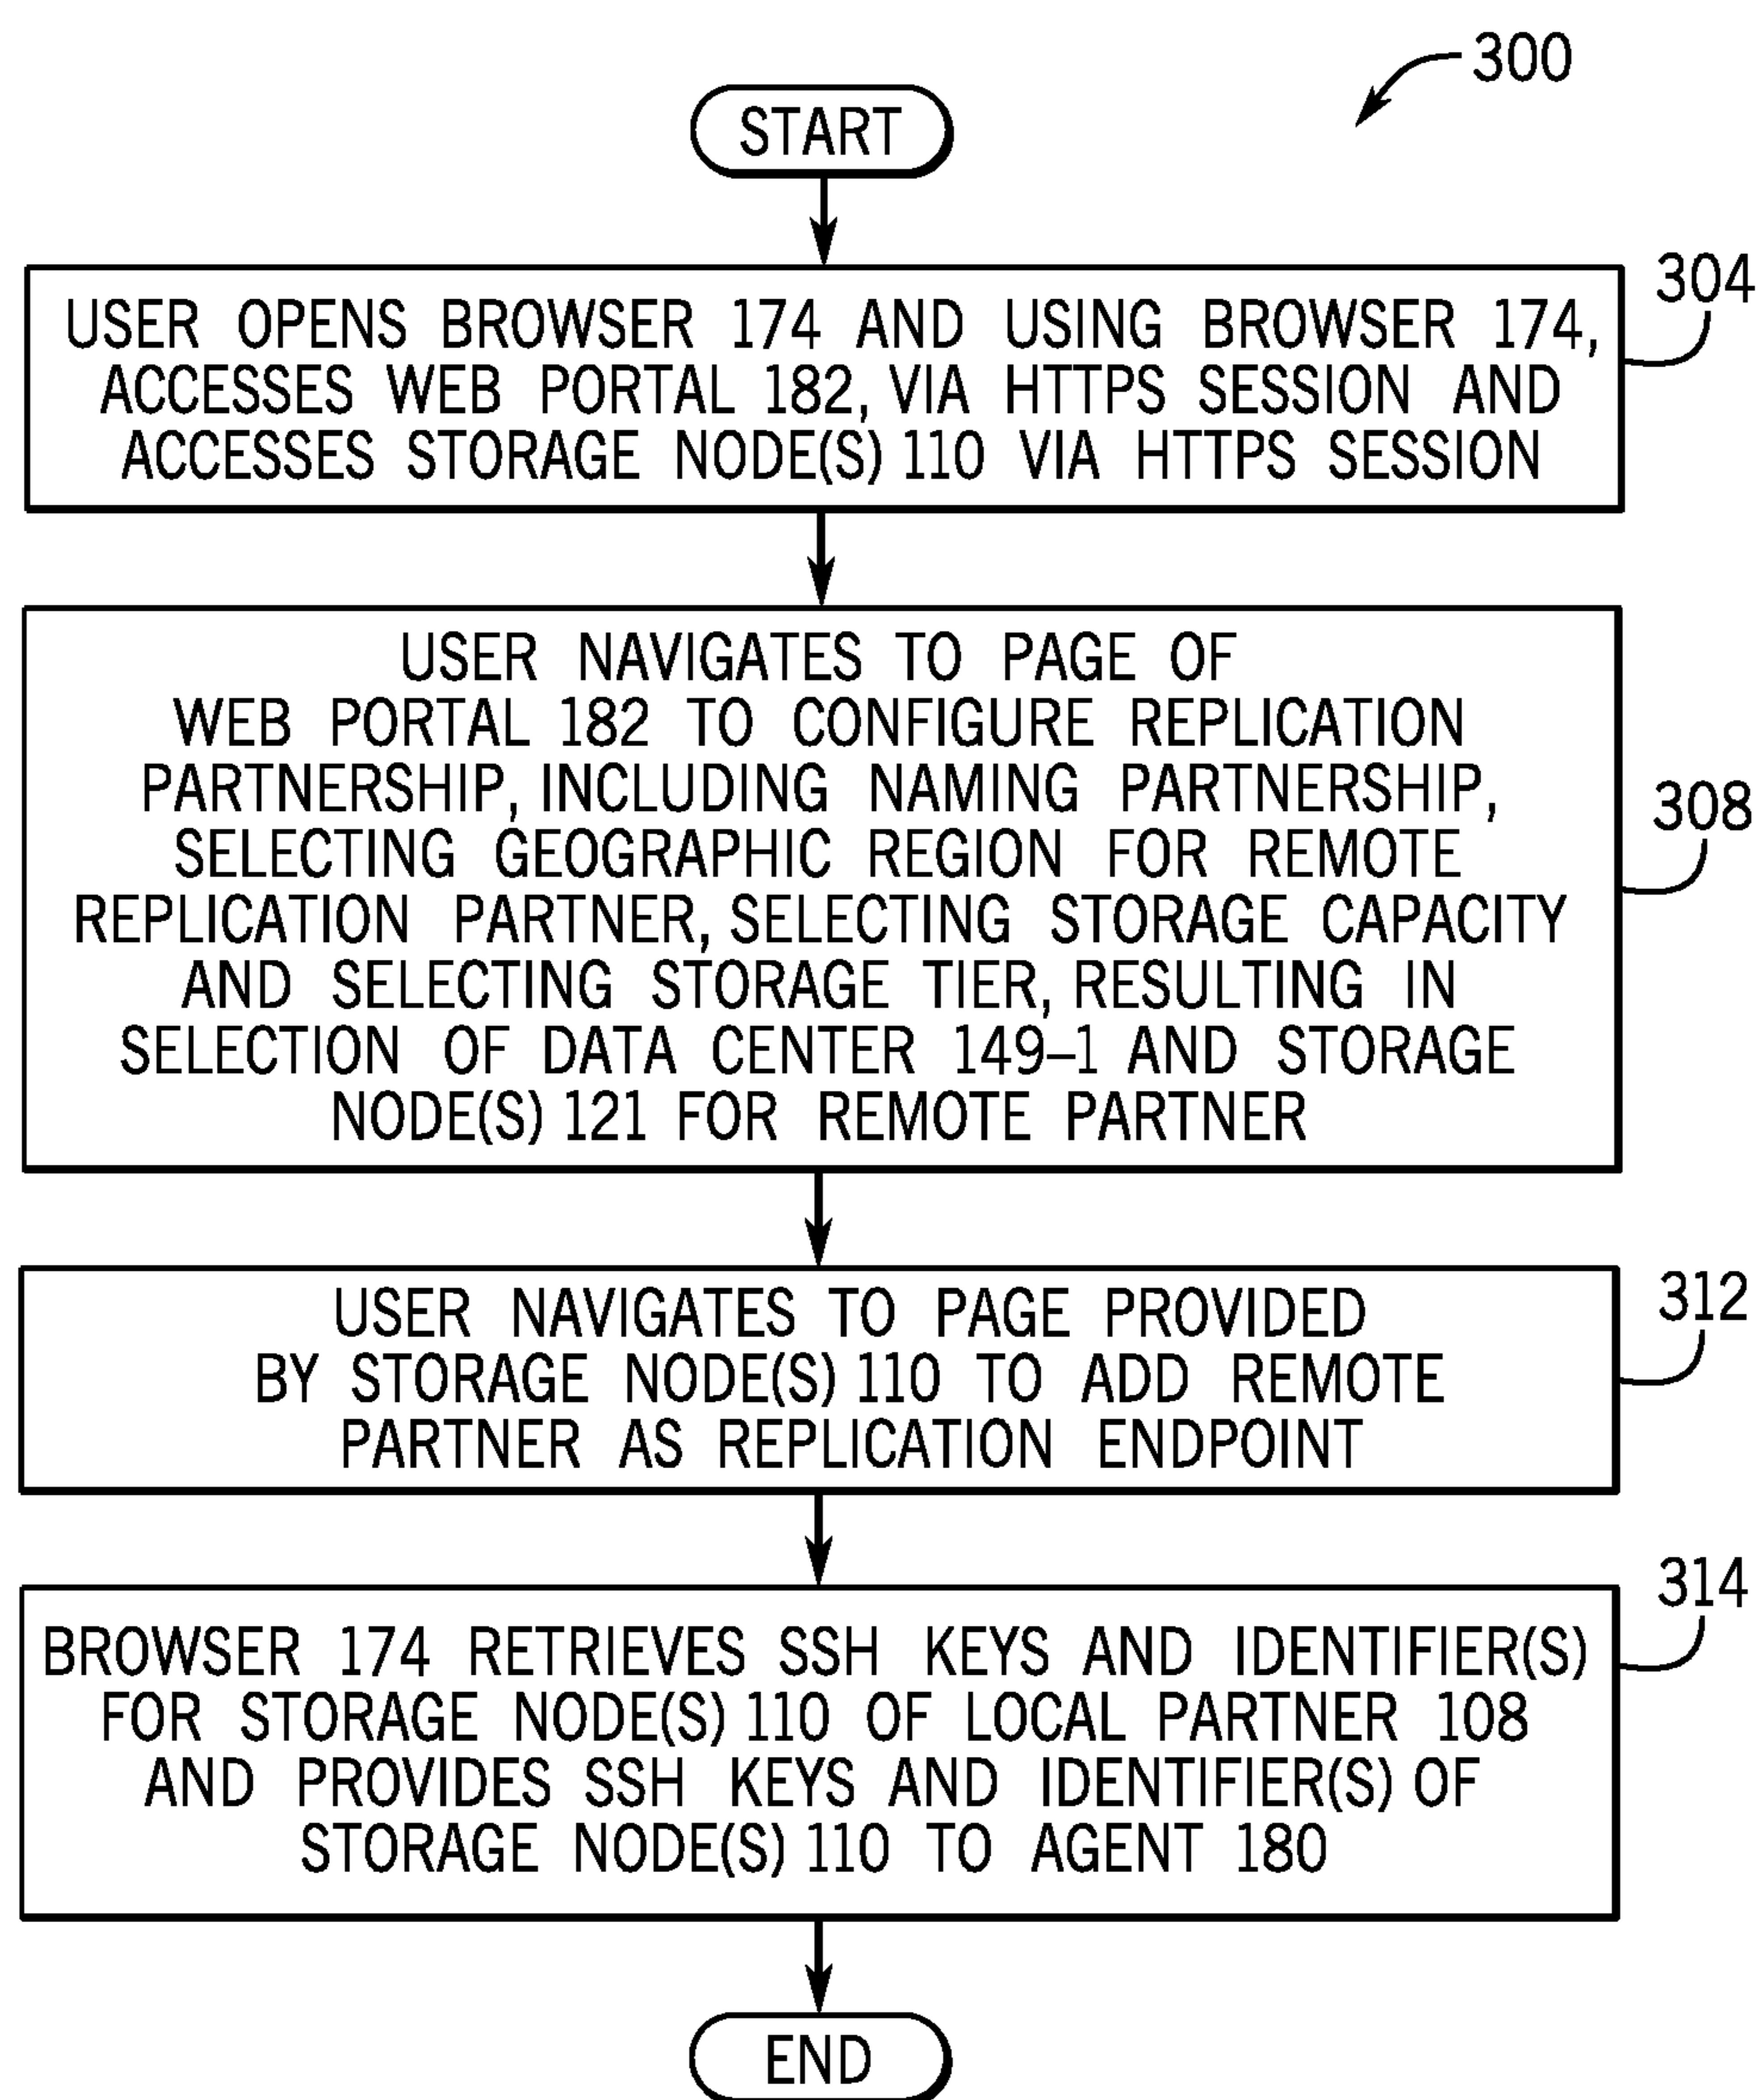 300
START
304
USER OPENS BROWSER 174 AND USING BROWSER 174,
ACCESSES WEB PORTAL 182, VIA HTTPS SESSION AND
ACCESSES STORAGE NODE(S) 110 VIA HTTPS SESSION
USER NAVIGATES TO PAGE OF
WEB PORTAL 182 TO CONFIGURE REPLICATION
PARTNERSHIP, INCLUDING NAMING PARTNERSHIP,
308
SELECTING GEOGRAPHIC REGION FOR REMOTE
REPLICATION PARTNER, SELECTING STORAGE CAPACITY
AND SELECTING STORAGE TIER, RESULTING IN
SELECTION OF DATA CENTER 149–1 AND STORAGE
NODE(S) 121 FOR REMOTE PARTNER
312
USER NAVIGATES TO PAGE PROVIDED
BY STORAGE NODE(S) 110 TO ADD REMOTE
PARTNER AS REPLICATION ENDPOINT
314
BROWSER 174 RETRIEVES SSH KEYS AND IDENTIFIER(S)
FOR STORAGE NODE(S) 110 OF LOCAL PARTNER 108
AND PROVIDES SSH KEYS AND IDENTIFIER(S) OF
STORAGE NODE(S) 110 TO AGENT 180
END